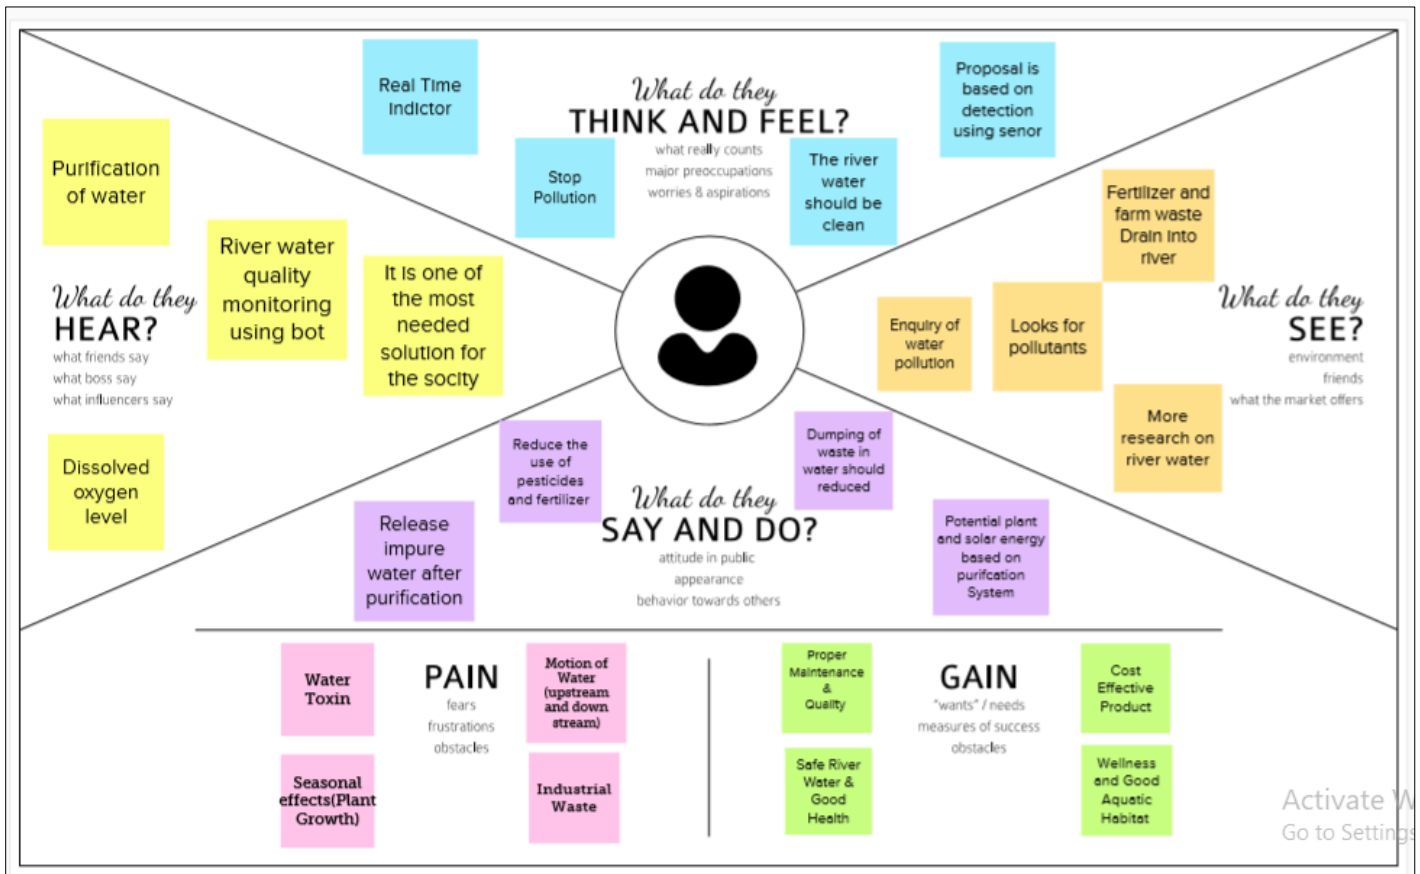 Real Time
Indictor
What do they
THINK AND FEEL?
what really counts
major preoccupations
worries & aspirations
Stop
Pollution
The river
water
should be
clean
Proposal is
based on
detection
using senor
Purification
of water
River water
quality
monitoring
using bot
It is one of
the most
needed
solution for
the socity
What do they
HEAR?
what friends say
what boss say
what influencers say
Dissolved
oxygen
level
Fertilizer and
farm waste
Drain into
river
Enquiry of
water
pollution
Looks for
pollutants
What do they
SEE?
environment
friends
what the market offers
More
research on
river water
Reduce the
use of
pesticides
and fertilizer
Release
impure
water after
purification
What do they
SAY AND DO?
attitude in public
appearance
behavior towards others
Dumping of
waste in
water should
reduced
Potential plant
and solar energy
based on
purifcation
System
Water
Toxin
PAIN
fears
frustrations
obstacles
Motion of
Water
(upstream
and down
stream)
Seasonal
effects(Plant
Growth)
Industrial
Waste
Proper
Maintenance
&
Quality
GAIN
"wants" / needs
measures of success
obstacles
Cost
Effective
Product
Safe River
Water &
Good
Health
Wellness
and Good
Aquatic
Habitat
Activate W
Go to Settings